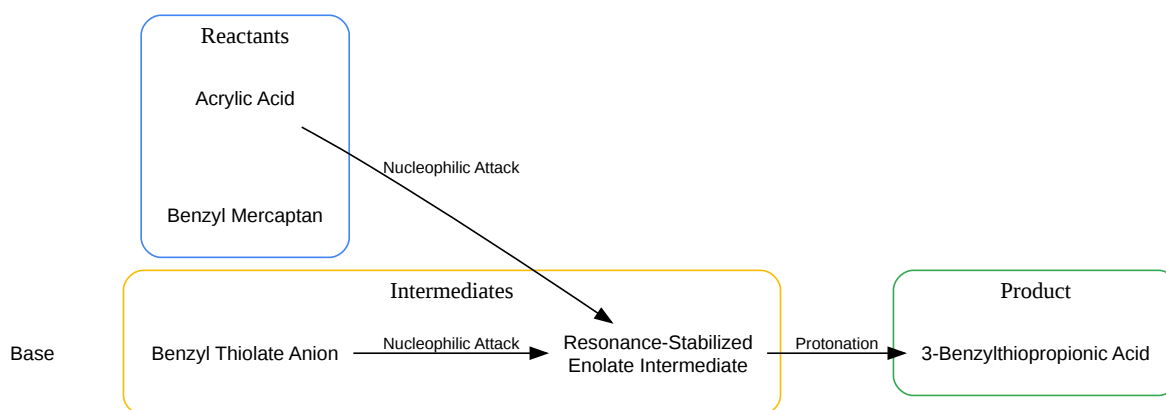 Reactants
Acrylic Acid
Nucleophilic Attack
Benzyl Mercaptan
Intermediates
Product
Base
Benzyl Thiolate Anion
Nucleophilic Attack
Resonance-Stabilized
Enolate Intermediate
Protonation
3-Benzylthiopropionic Acid